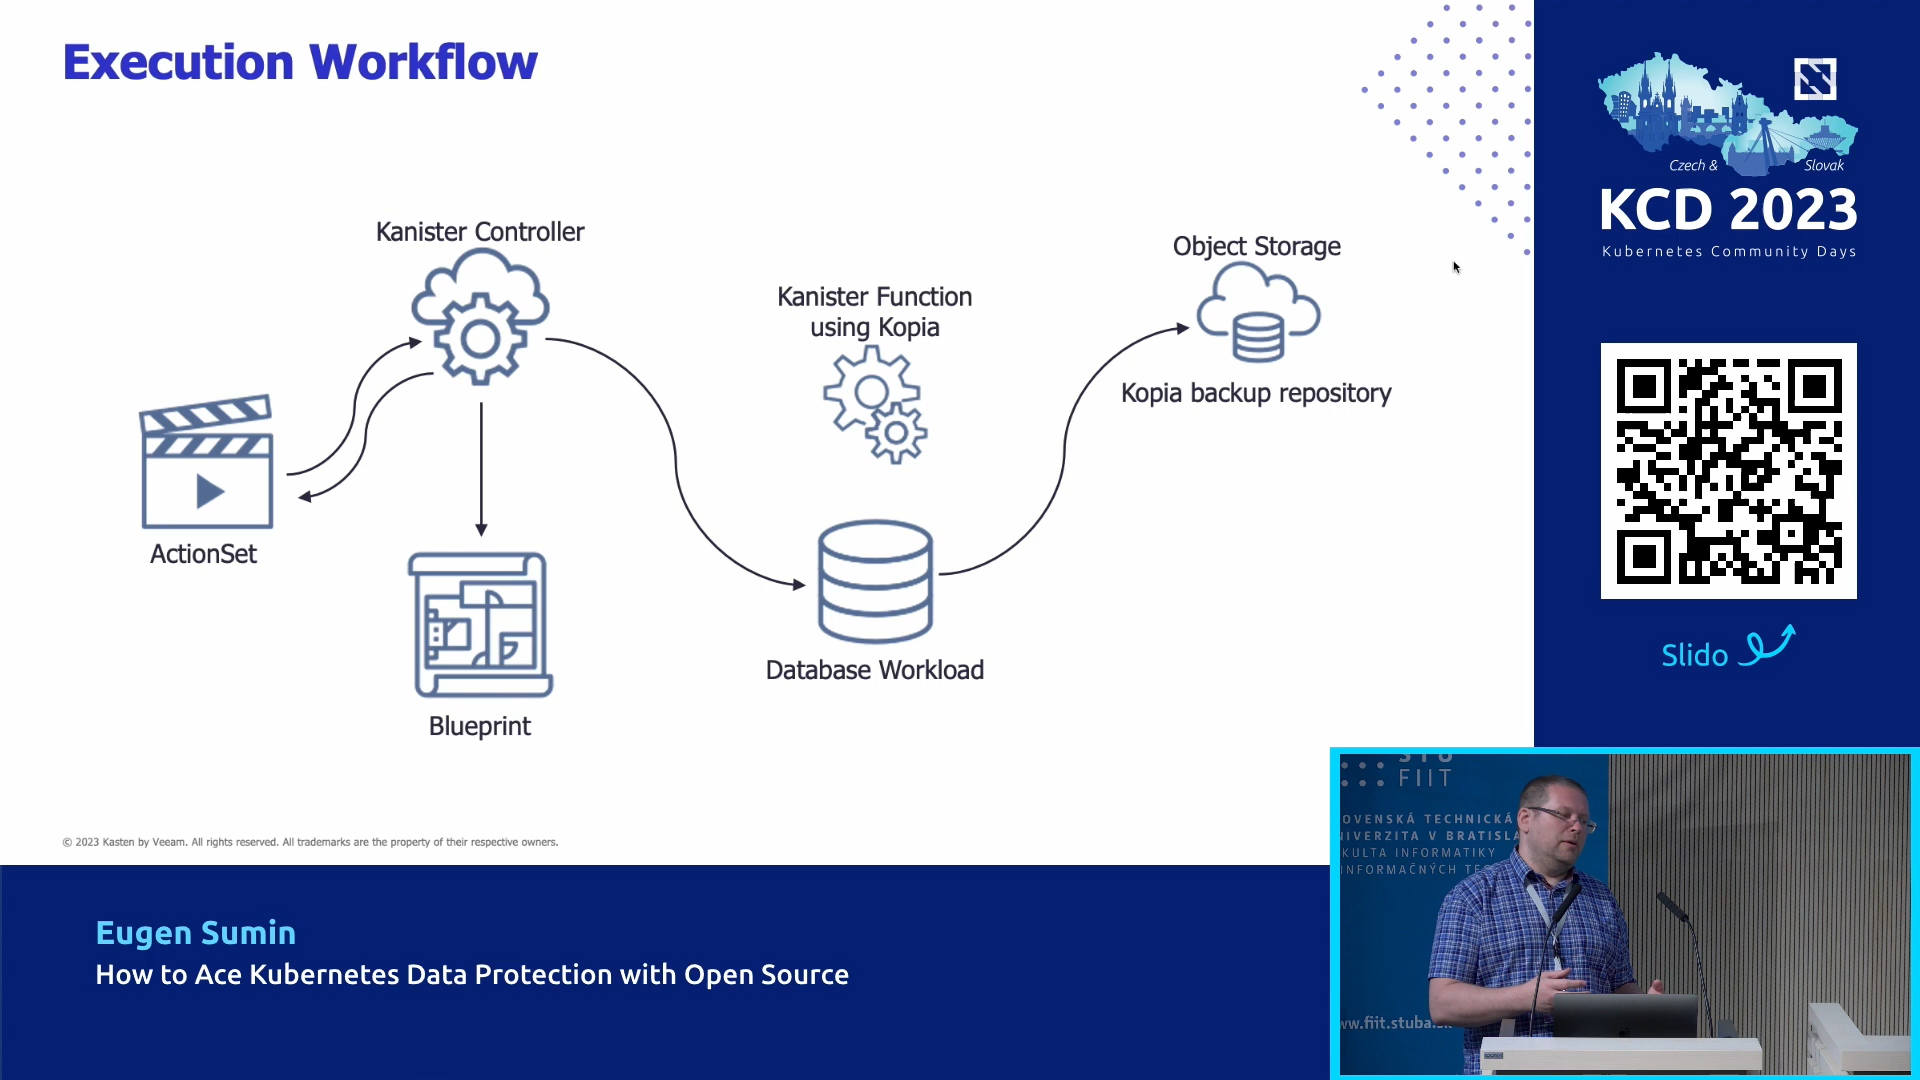 Execution Workflow
Kanister Controller
Kanister Function
using Kopia
Object Storage
Kopia backup repository
ActionSet
Blueprint
Database Workload
© 2023 Kasten by Veeam. All rights reserved. All trademarks are the property of their respective owners.
Czech & Slovak
KCD 2023
Kubernetes Community Days
Slido
Eugen Sumin
How to Ace Kubernetes Data Protection with Open Source
STU
FIIT
OVENSKÁ TECHNICKÁ
IVERZITA V BRATISLA
KULTA INFORMATIKY
INFORMAČNÝCH TE
ww.fiit.stuba.sk